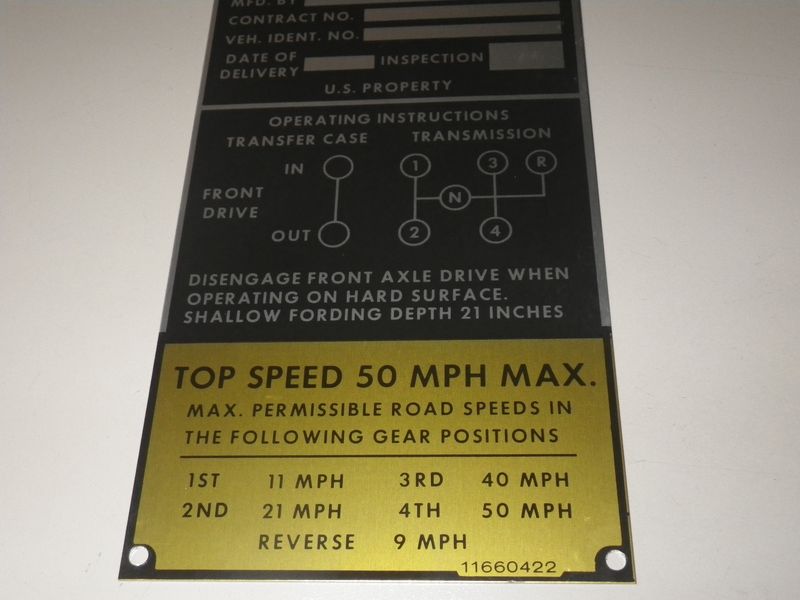 MFD. BY
CONTRACT NO.
VEH. IDENT. NO.
DATE OF DELIVERY INSPECTION
U.S. PROPERTY
OPERATING INSTRUCTIONS
TRANSFER CASE TRANSMISSION
IN 1 3 R
FRONT DRIVE N
OUT 2 4
DISENGAGE FRONT AXLE DRIVE WHEN
OPERATING ON HARD SURFACE.
SHALLOW FORDING DEPTH 21 INCHES
TOP SPEED 50 MPH MAX.
MAX. PERMISSIBLE ROAD SPEEDS IN
THE FOLLOWING GEAR POSITIONS
1ST 11 MPH 3RD 40 MPH
2ND 21 MPH 4TH 50 MPH
REVERSE 9 MPH
11660422